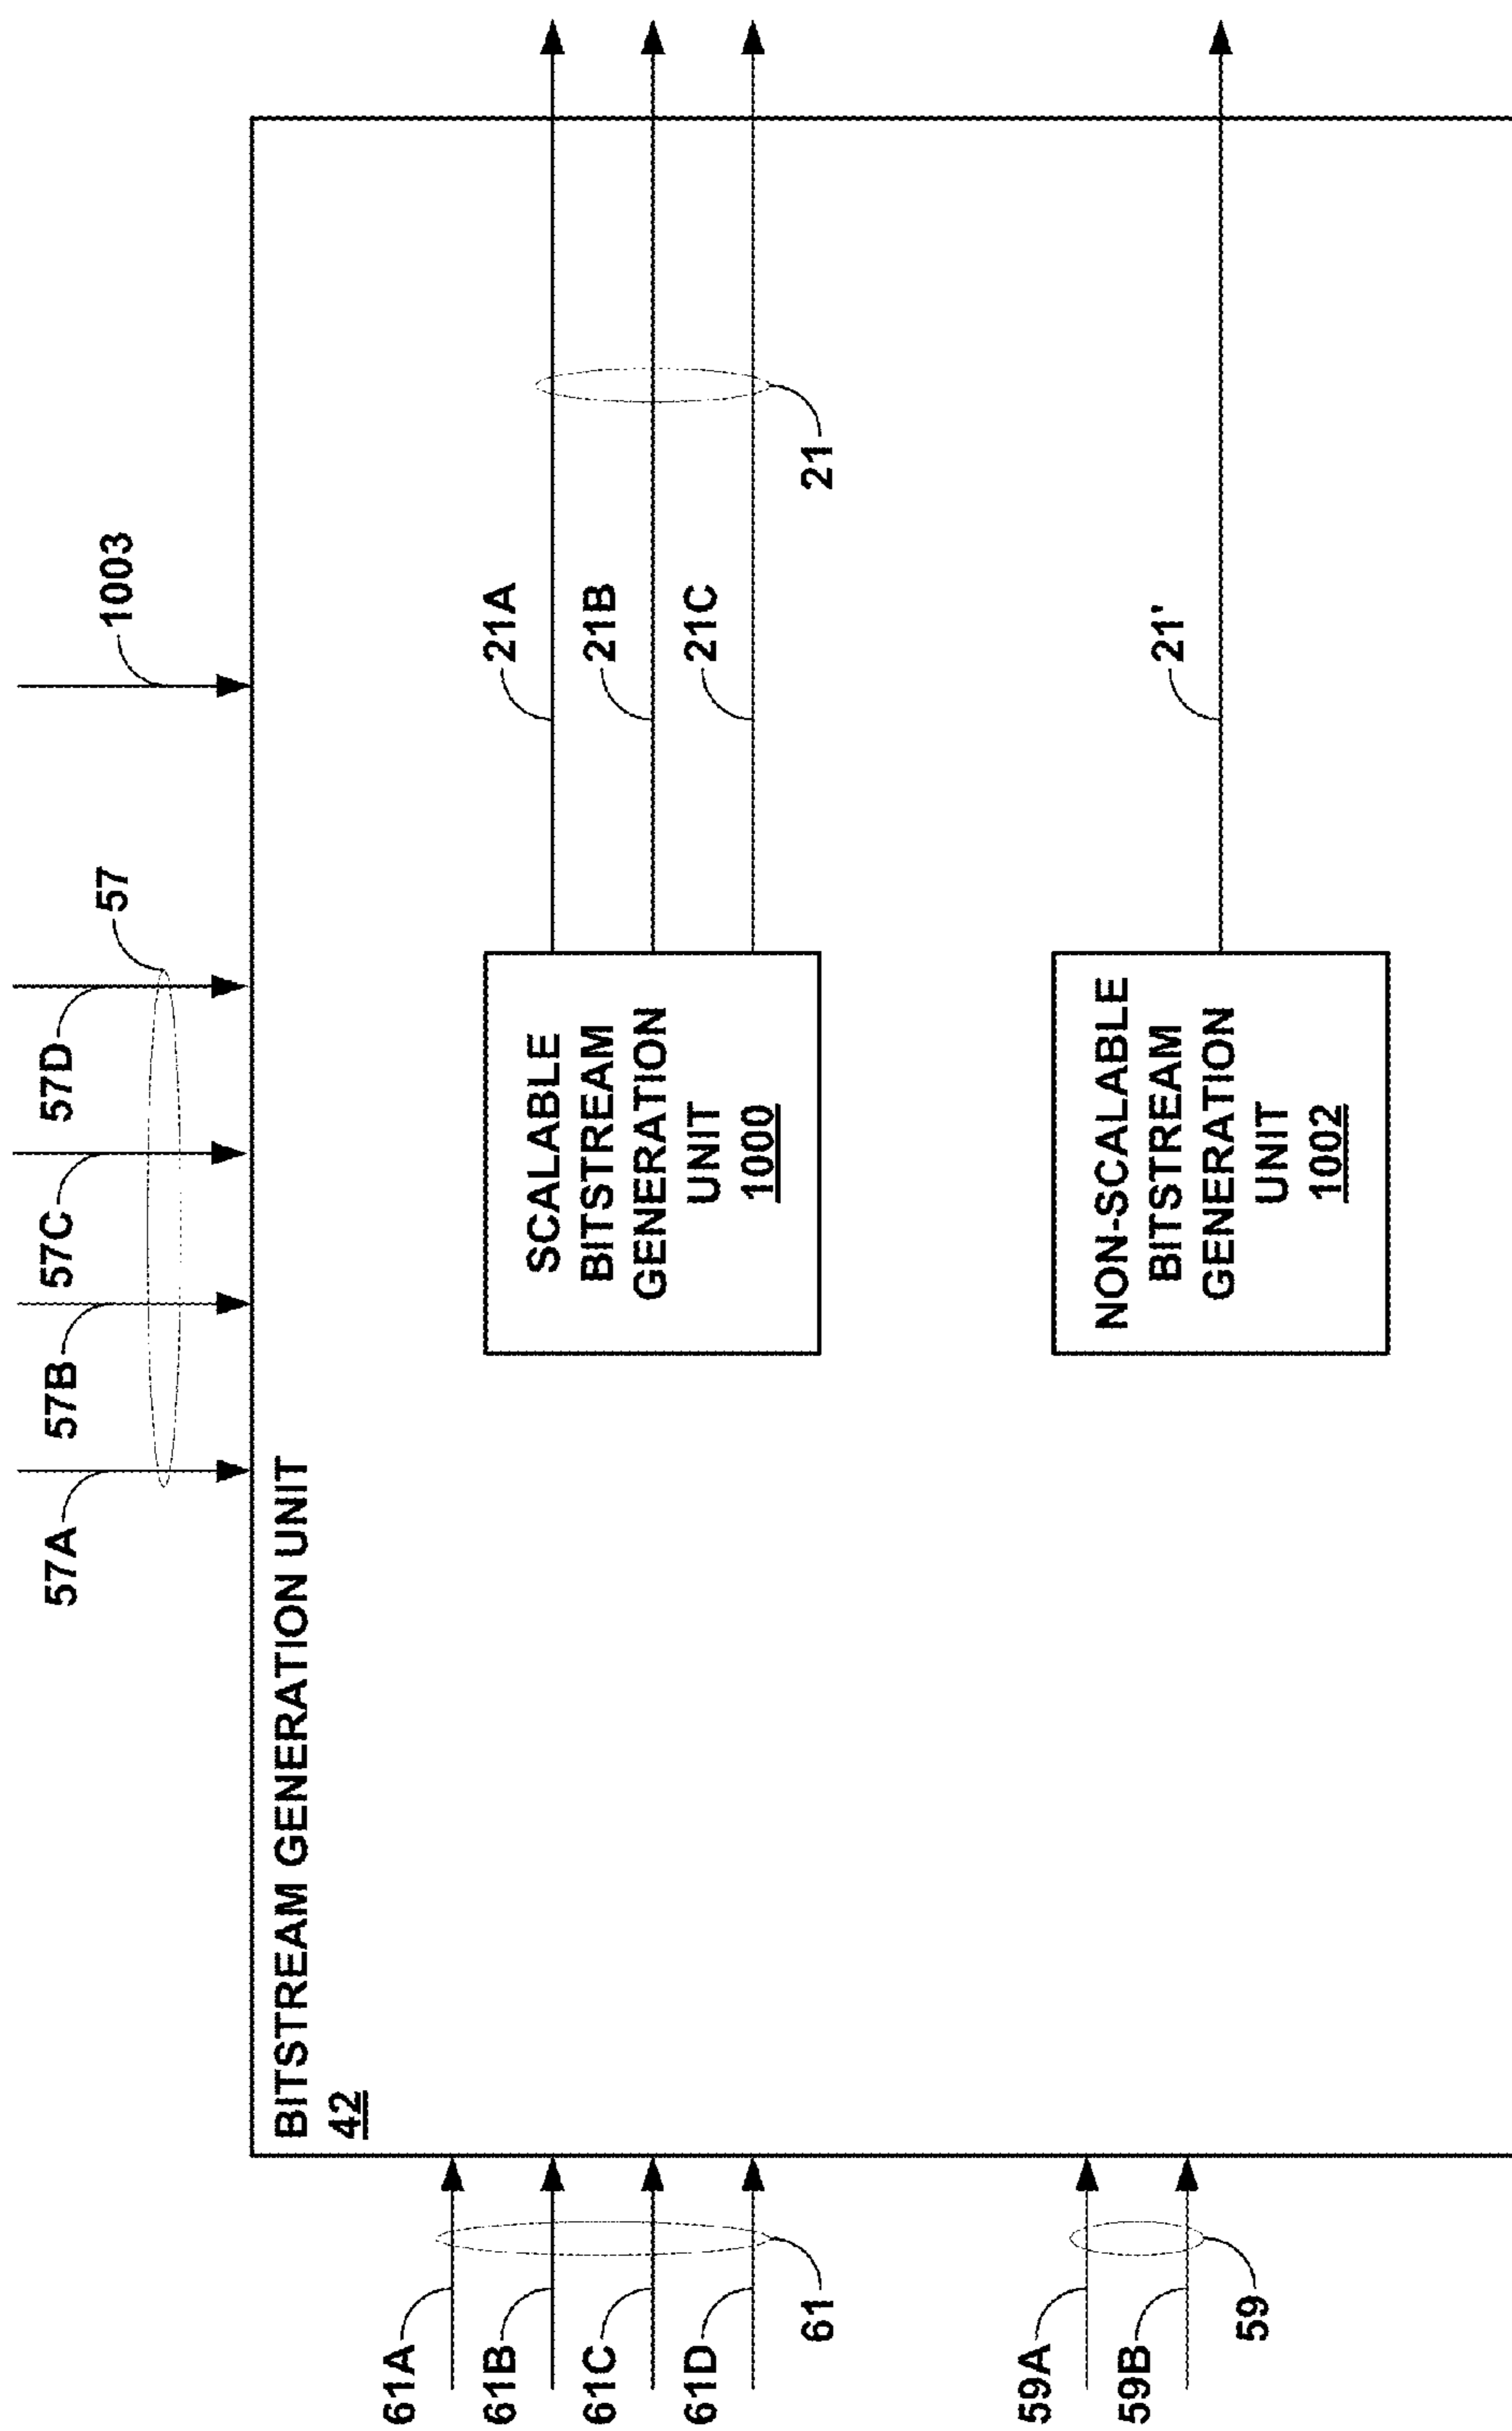 57A
57B
57C
57D
57
1003
BITSTREAM GENERATION UNIT
42
61A
61B
61C
61D
61
SCALABLE
BITSTREAM
GENERATION
UNIT
1000
21A
21B
21C
21
59A
59B
59
NON-SCALABLE
BITSTREAM
GENERATION
UNIT
1002
21'